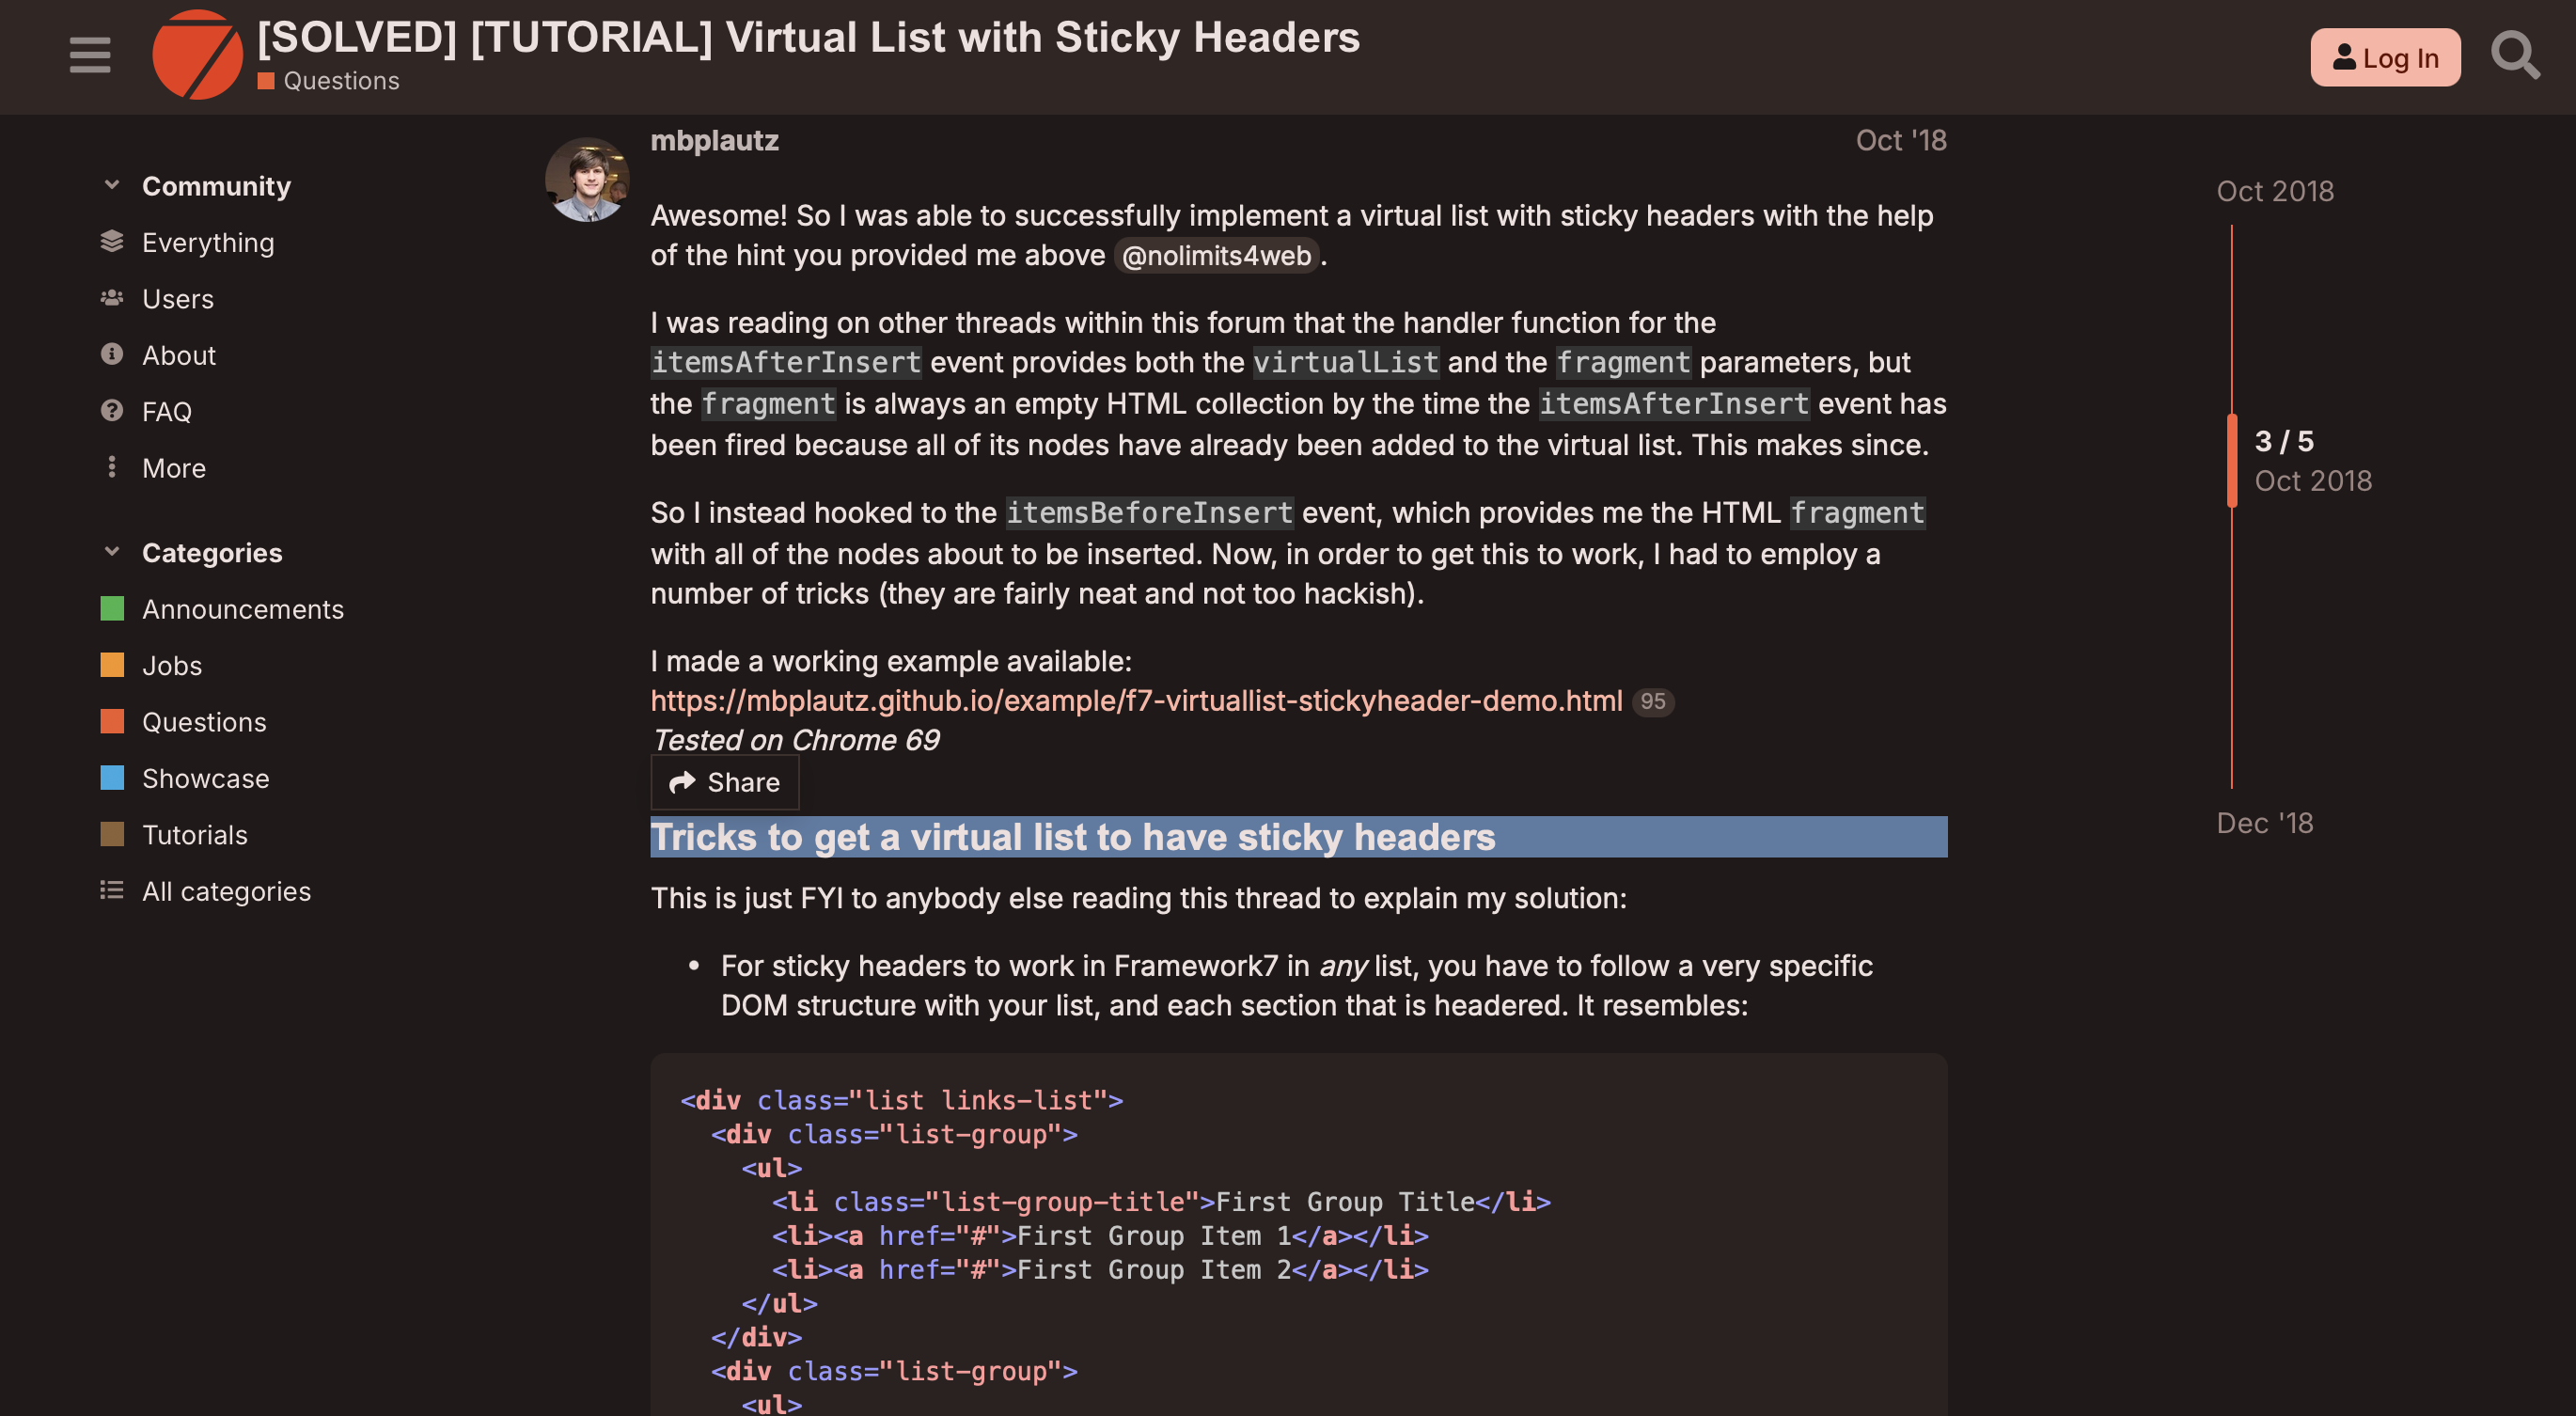 [SOLVED] [TUTORIAL] Virtual List with Sticky Headers
Questions
Log In
Community
Everything
Users
About
FAQ
More
Categories
Announcements
Jobs
Questions
Showcase
Tutorials
All categories
mbplautz
Oct '18
Awesome! So I was able to successfully implement a virtual list with sticky headers with the help
of the hint you provided me above @nolimits4web.
I was reading on other threads within this forum that the handler function for the
itemsAfterInsert event provides both the virtualList and the fragment parameters, but
the fragment is always an empty HTML collection by the time the itemsAfterInsert event has
been fired because all of its nodes have already been added to the virtual list. This makes since.
So I instead hooked to the itemsBeforeInsert event, which provides me the HTML fragment
with all of the nodes about to be inserted. Now, in order to get this to work, I had to employ a
number of tricks (they are fairly neat and not too hackish).
I made a working example available:
https://mbplautz.github.io/example/f7-virtuallist-stickyheader-demo.html 95
Tested on Chrome 69
Share
Tricks to get a virtual list to have sticky headers
This is just FYI to anybody else reading this thread to explain my solution:
• For sticky headers to work in Framework7 in any list, you have to follow a very specific
DOM structure with your list, and each section that is headered. It resembles:
<div class="list links-list">
  <div class="list-group">
    <ul>
      <li class="list-group-title">First Group Title</li>
      <li><a href="#">First Group Item 1</a></li>
      <li><a href="#">First Group Item 2</a></li>
    </ul>
  </div>
  <div class="list-group">
    <ul>
Oct 2018
3 / 5
Oct 2018
Dec '18